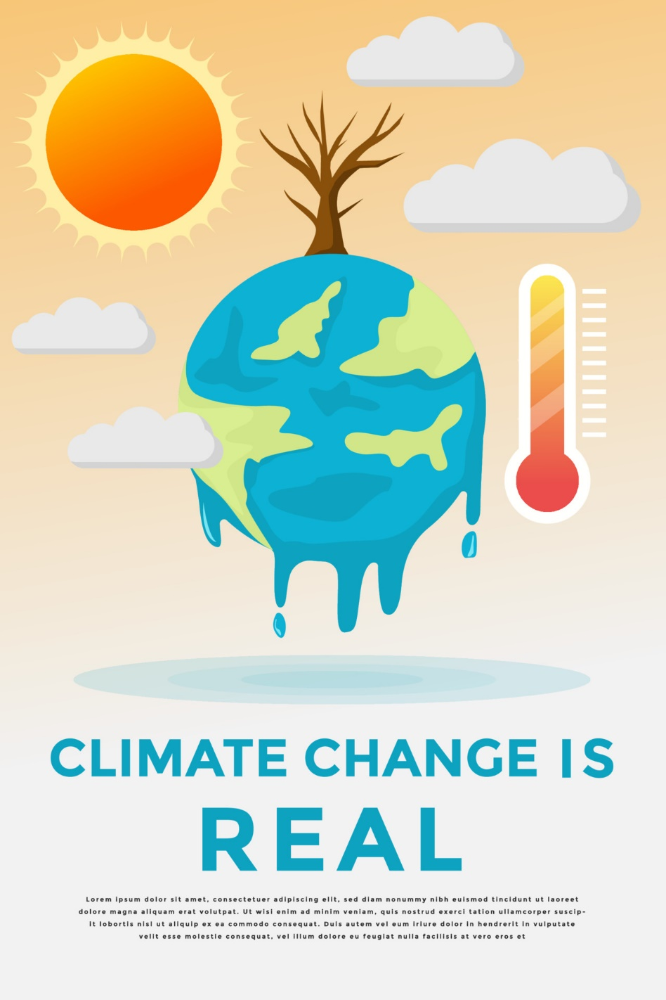 CLIMATE CHANGE IS
REAL
Lorem ipsum dolor sit amet, consectetuer adipiscing elit, sed diam nonummy nibh euismod tincidunt ut laoreet
dolore magna aliquam erat volutpat. Ut wisi enim ad minim veniam, quis nostrud exerci tation ullamcorper suscip-
it lobortis nisl ut aliquip ex ea commodo consequat. Duis autem vel eum iriure dolor in hendrerit in vulputate
velit esse molestie consequat, vel illum dolore eu feugiat nulla facilisis at vero eros et